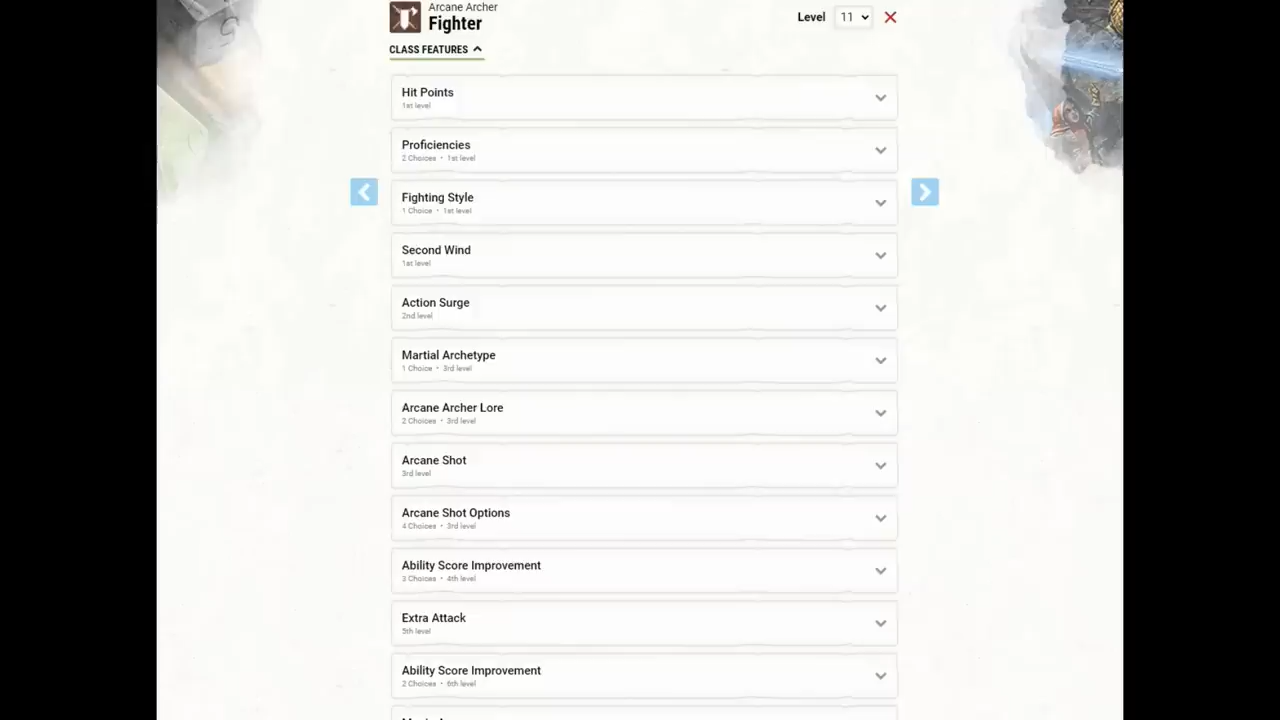 Arcane Archer
Fighter
Level 11
CLASS FEATURES
Hit Points
1st level
Proficiencies
2 Choices • 1st level
Fighting Style
1 Choice • 1st level
Second Wind
1st level
Action Surge
2nd level
Martial Archetype
1 Choice • 3rd level
Arcane Archer Lore
2 Choices • 3rd level
Arcane Shot
3rd level
Arcane Shot Options
4 Choices • 3rd level
Ability Score Improvement
3 Choices • 4th level
Extra Attack
5th level
Ability Score Improvement
2 Choices • 6th level